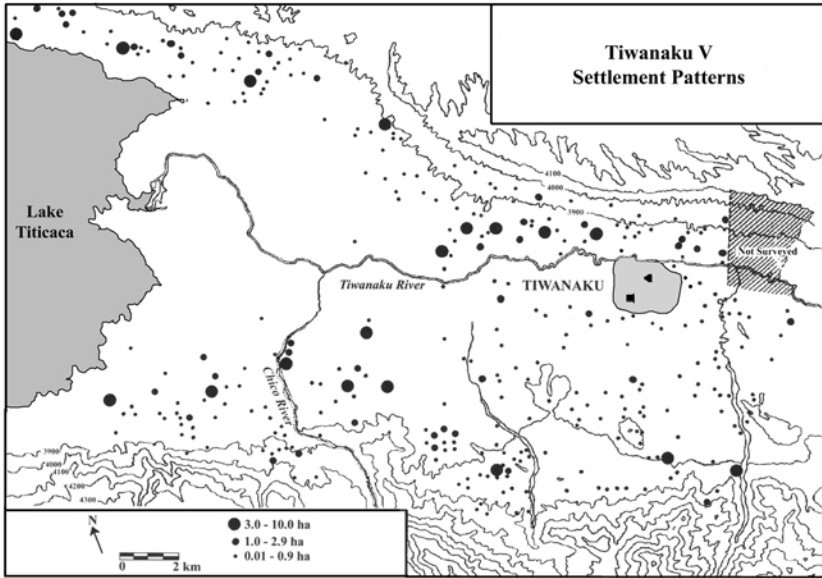 Tiwanaku V
Settlement Patterns
4100
4000
3900
Lake
Titicaca
Not Surveyed
Tiwanaku River
TIWANAKU
Chico River
3900
4000
4100
4200
4300
N
0 2 km
3.0 - 10.0 ha
1.0 - 2.9 ha
0.01 - 0.9 ha